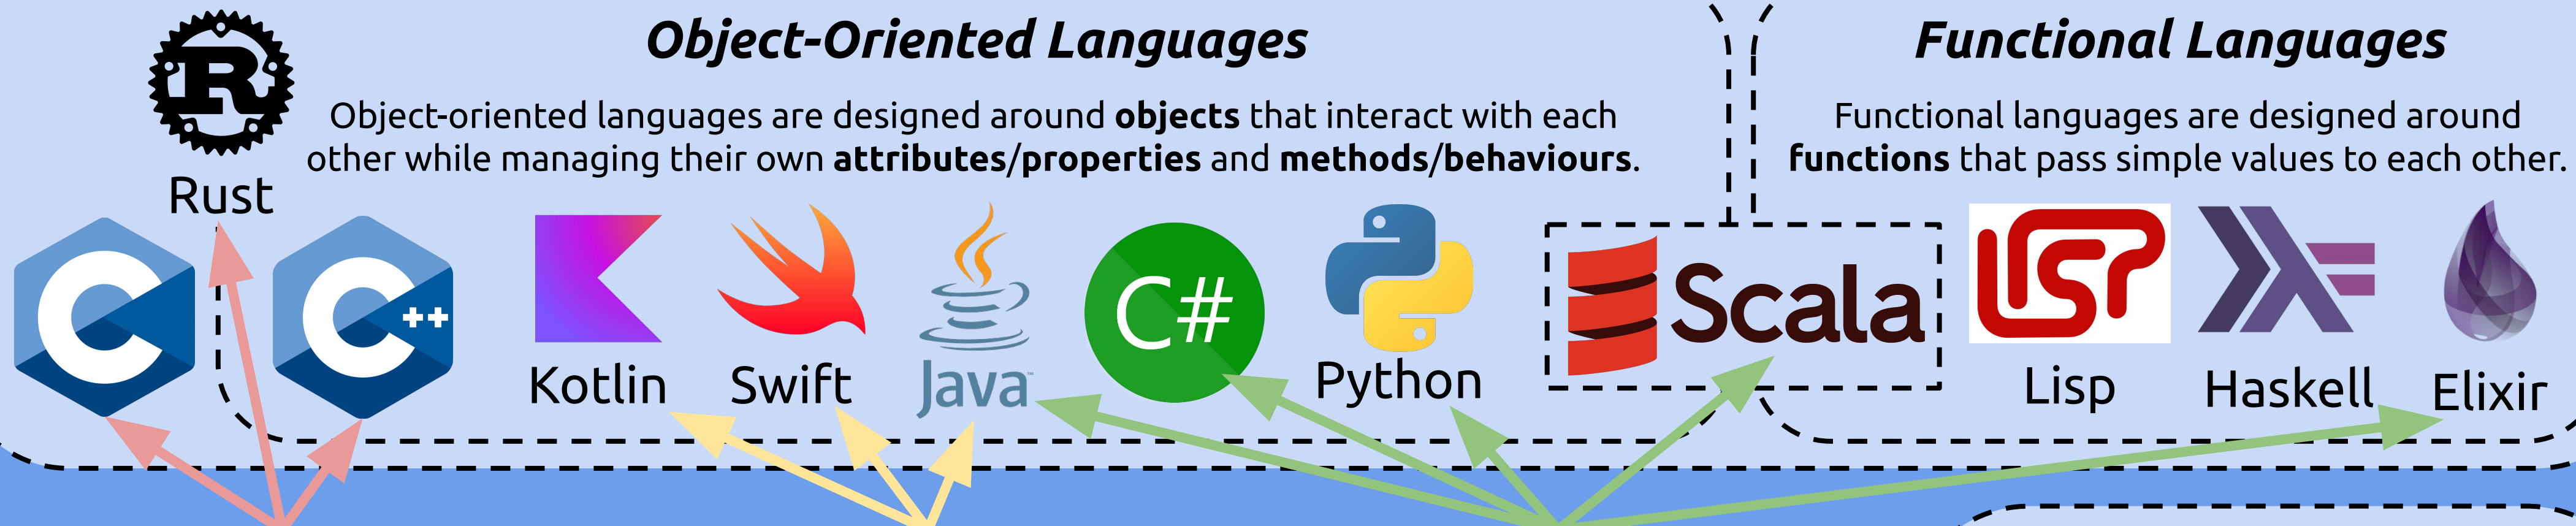 Object-Oriented Languages
Object-oriented languages are designed around objects that interact with each
other while managing their own attributes/properties and methods/behaviours.
Functional Languages
Functional languages are designed around
functions that pass simple values to each other.
R
Rust
C
C++
Kotlin
Swift
Java™
C#
Python
Scala
LISP
Lisp
Haskell
Elixir